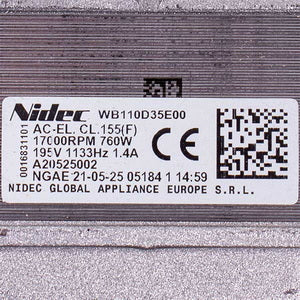 Nidec WB110D35E00
0016831101
AC-EL. CL.155(F)
17000RPM 760W
195V 1133Hz 1.4A
A20525002
NGAE 21-05-25 05184 1 14:59
NIDEC GLOBAL APPLIANCE EUROPE S.R.L.